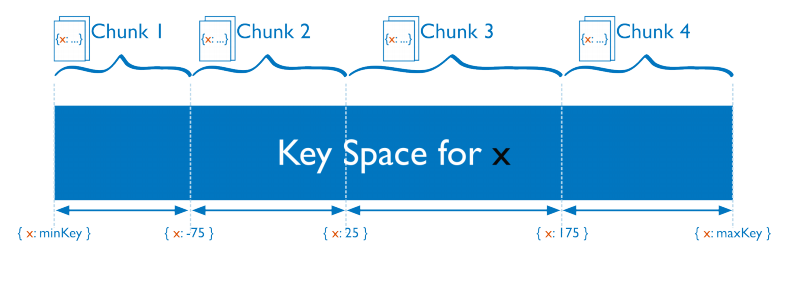 {x: ...} Chunk 1 {x: ...} Chunk 2 {x: ...} Chunk 3 {x: ...} Chunk 4
Key Space for x
{ x: minKey } { x: -75 } { x: 25 } { x: 175 } { x: maxKey }